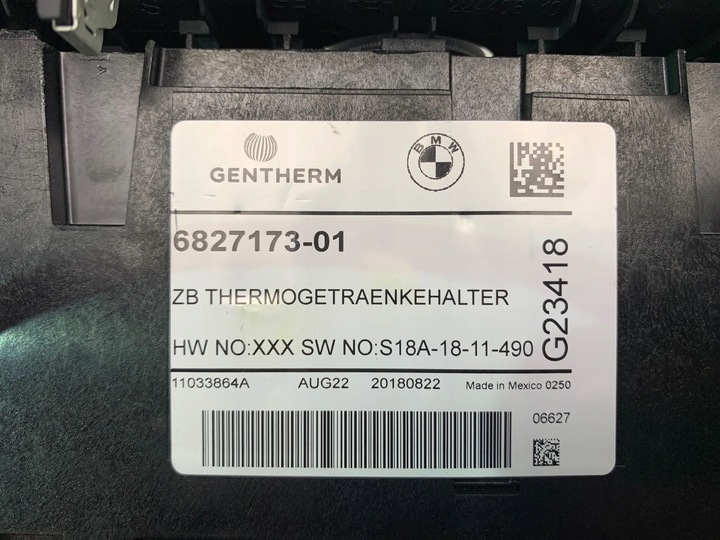 GENTHERM
BMW
6827173-01
ZB THERMOGETRAENKEHALTER
HW NO:XXX SW NO:S18A-18-11-490
G23418
11033864A AUG22 20180822 Made in Mexico 0250
06627